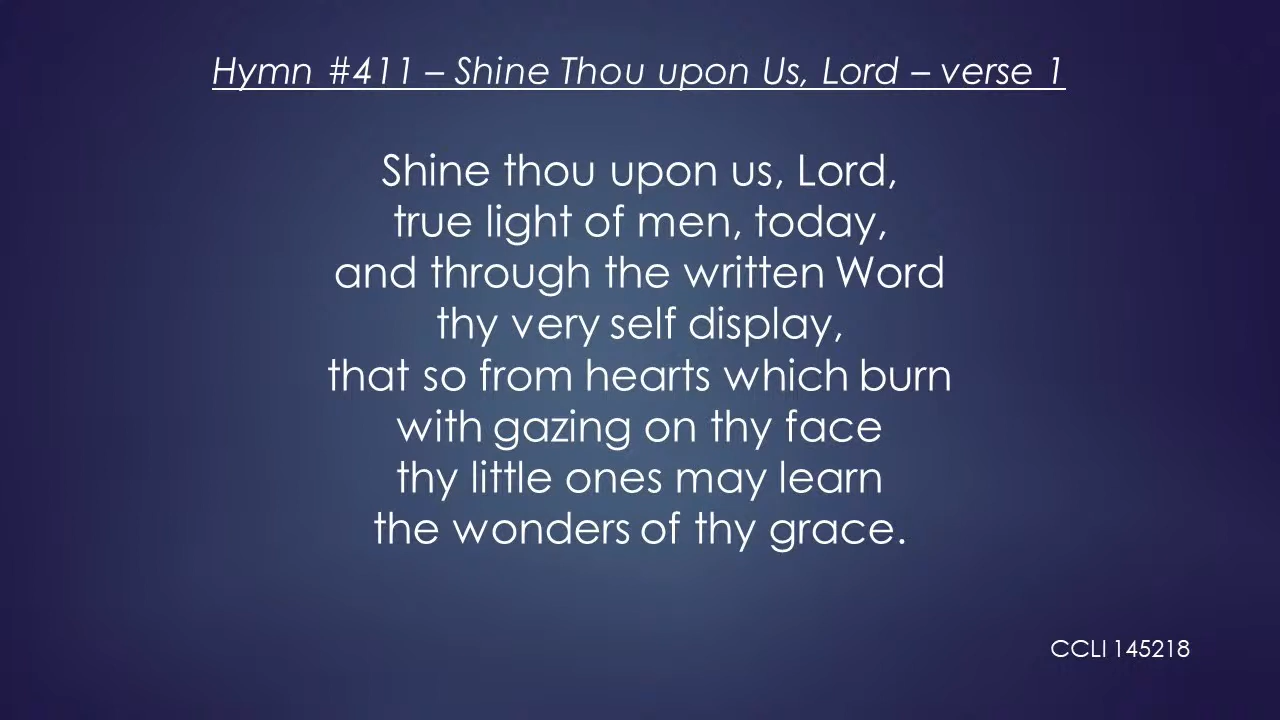 Hymn #411 – Shine Thou upon Us, Lord – verse 1
Shine thou upon us, Lord,
true light of men, today,
and through the written Word
thy very self display,
that so from hearts which burn
with gazing on thy face
thy little ones may learn
the wonders of thy grace.
CCLI 145218